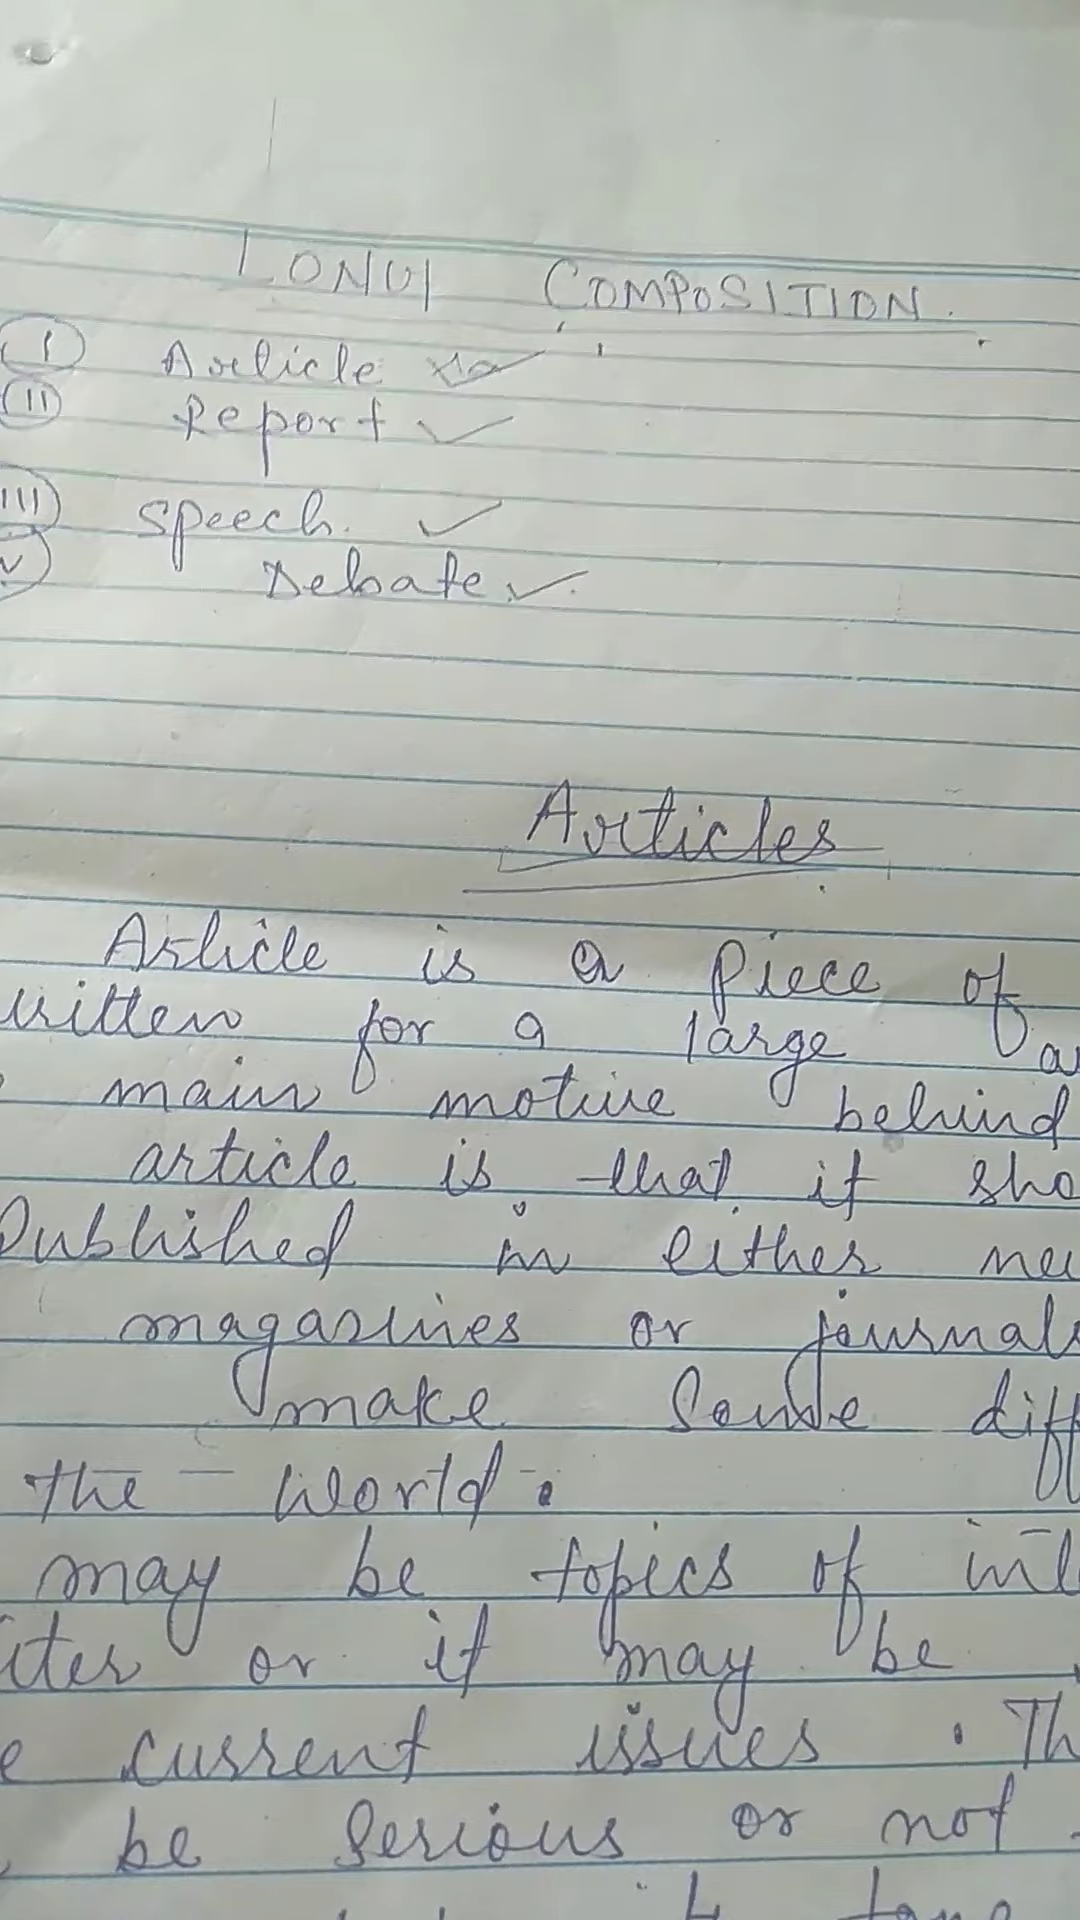 LONG COMPOSITION.
(I) Article
(II) Report ✓
(III) Speech. ✓
Debate ✓.
Articles
Article is a piece of
written for a large
main motive behind
article is that it
Published in either
magazines or journals
make some
the - world.
may be topics of
or it may be
current issues. Th
be serious or not.